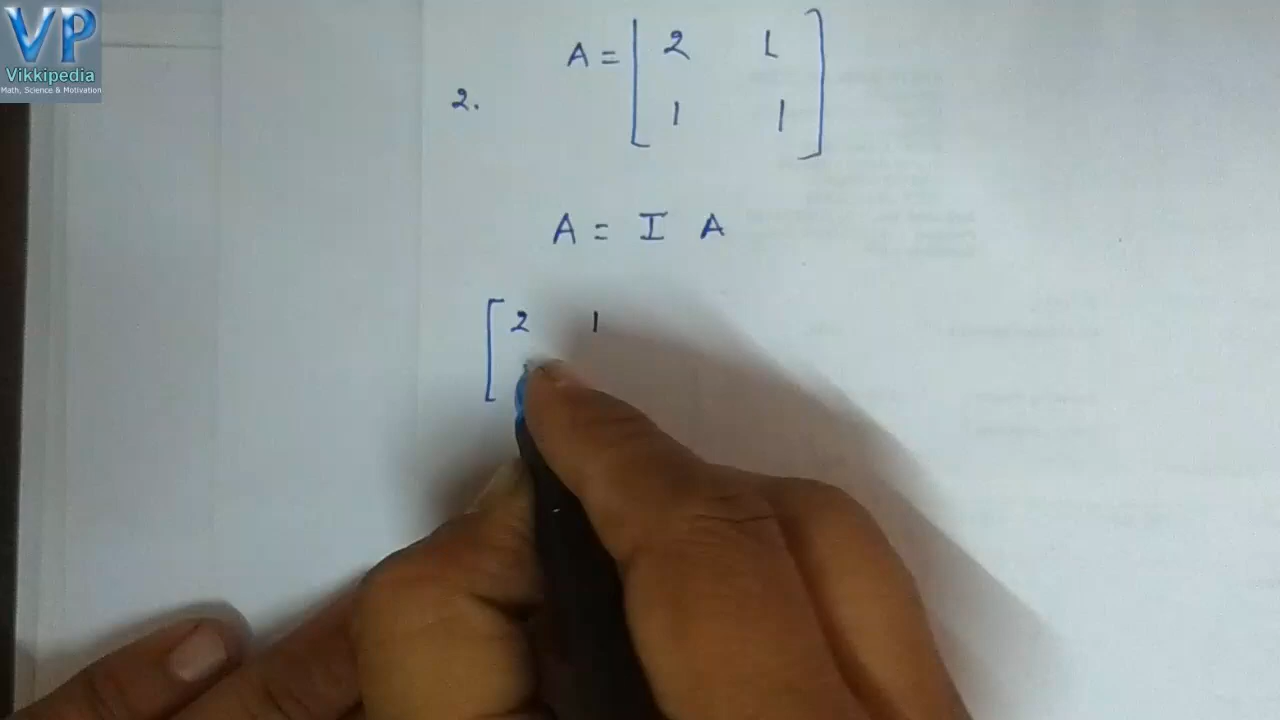 VP
Vikkipedia
Math, Science & Motivation
2. A = [ 2 1
1 1 ]
A = I A
[ 2 1